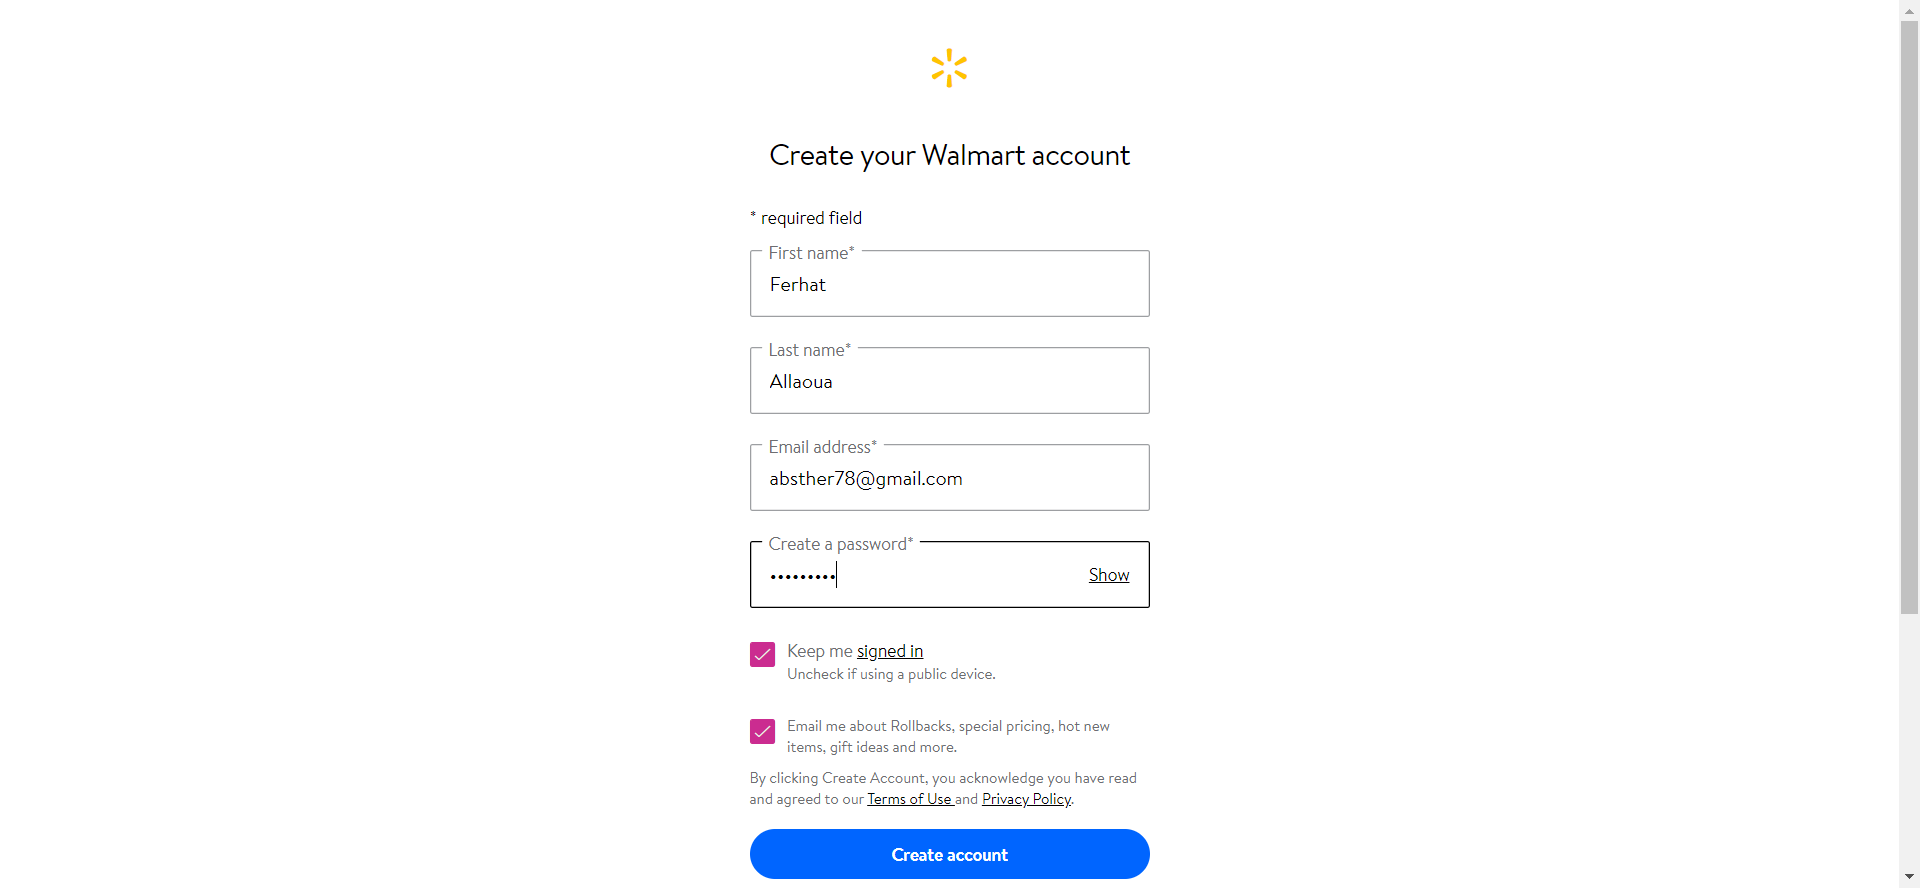 Create your Walmart account
* required field
First name*
Ferhat
Last name*
Allaoua
Email address*
absther78@gmail.com
Create a password*
•••••••••
Show
Keep me signed in
Uncheck if using a public device.
Email me about Rollbacks, special pricing, hot new
items, gift ideas and more.
By clicking Create Account, you acknowledge you have read
and agreed to our Terms of Use and Privacy Policy.
Create account